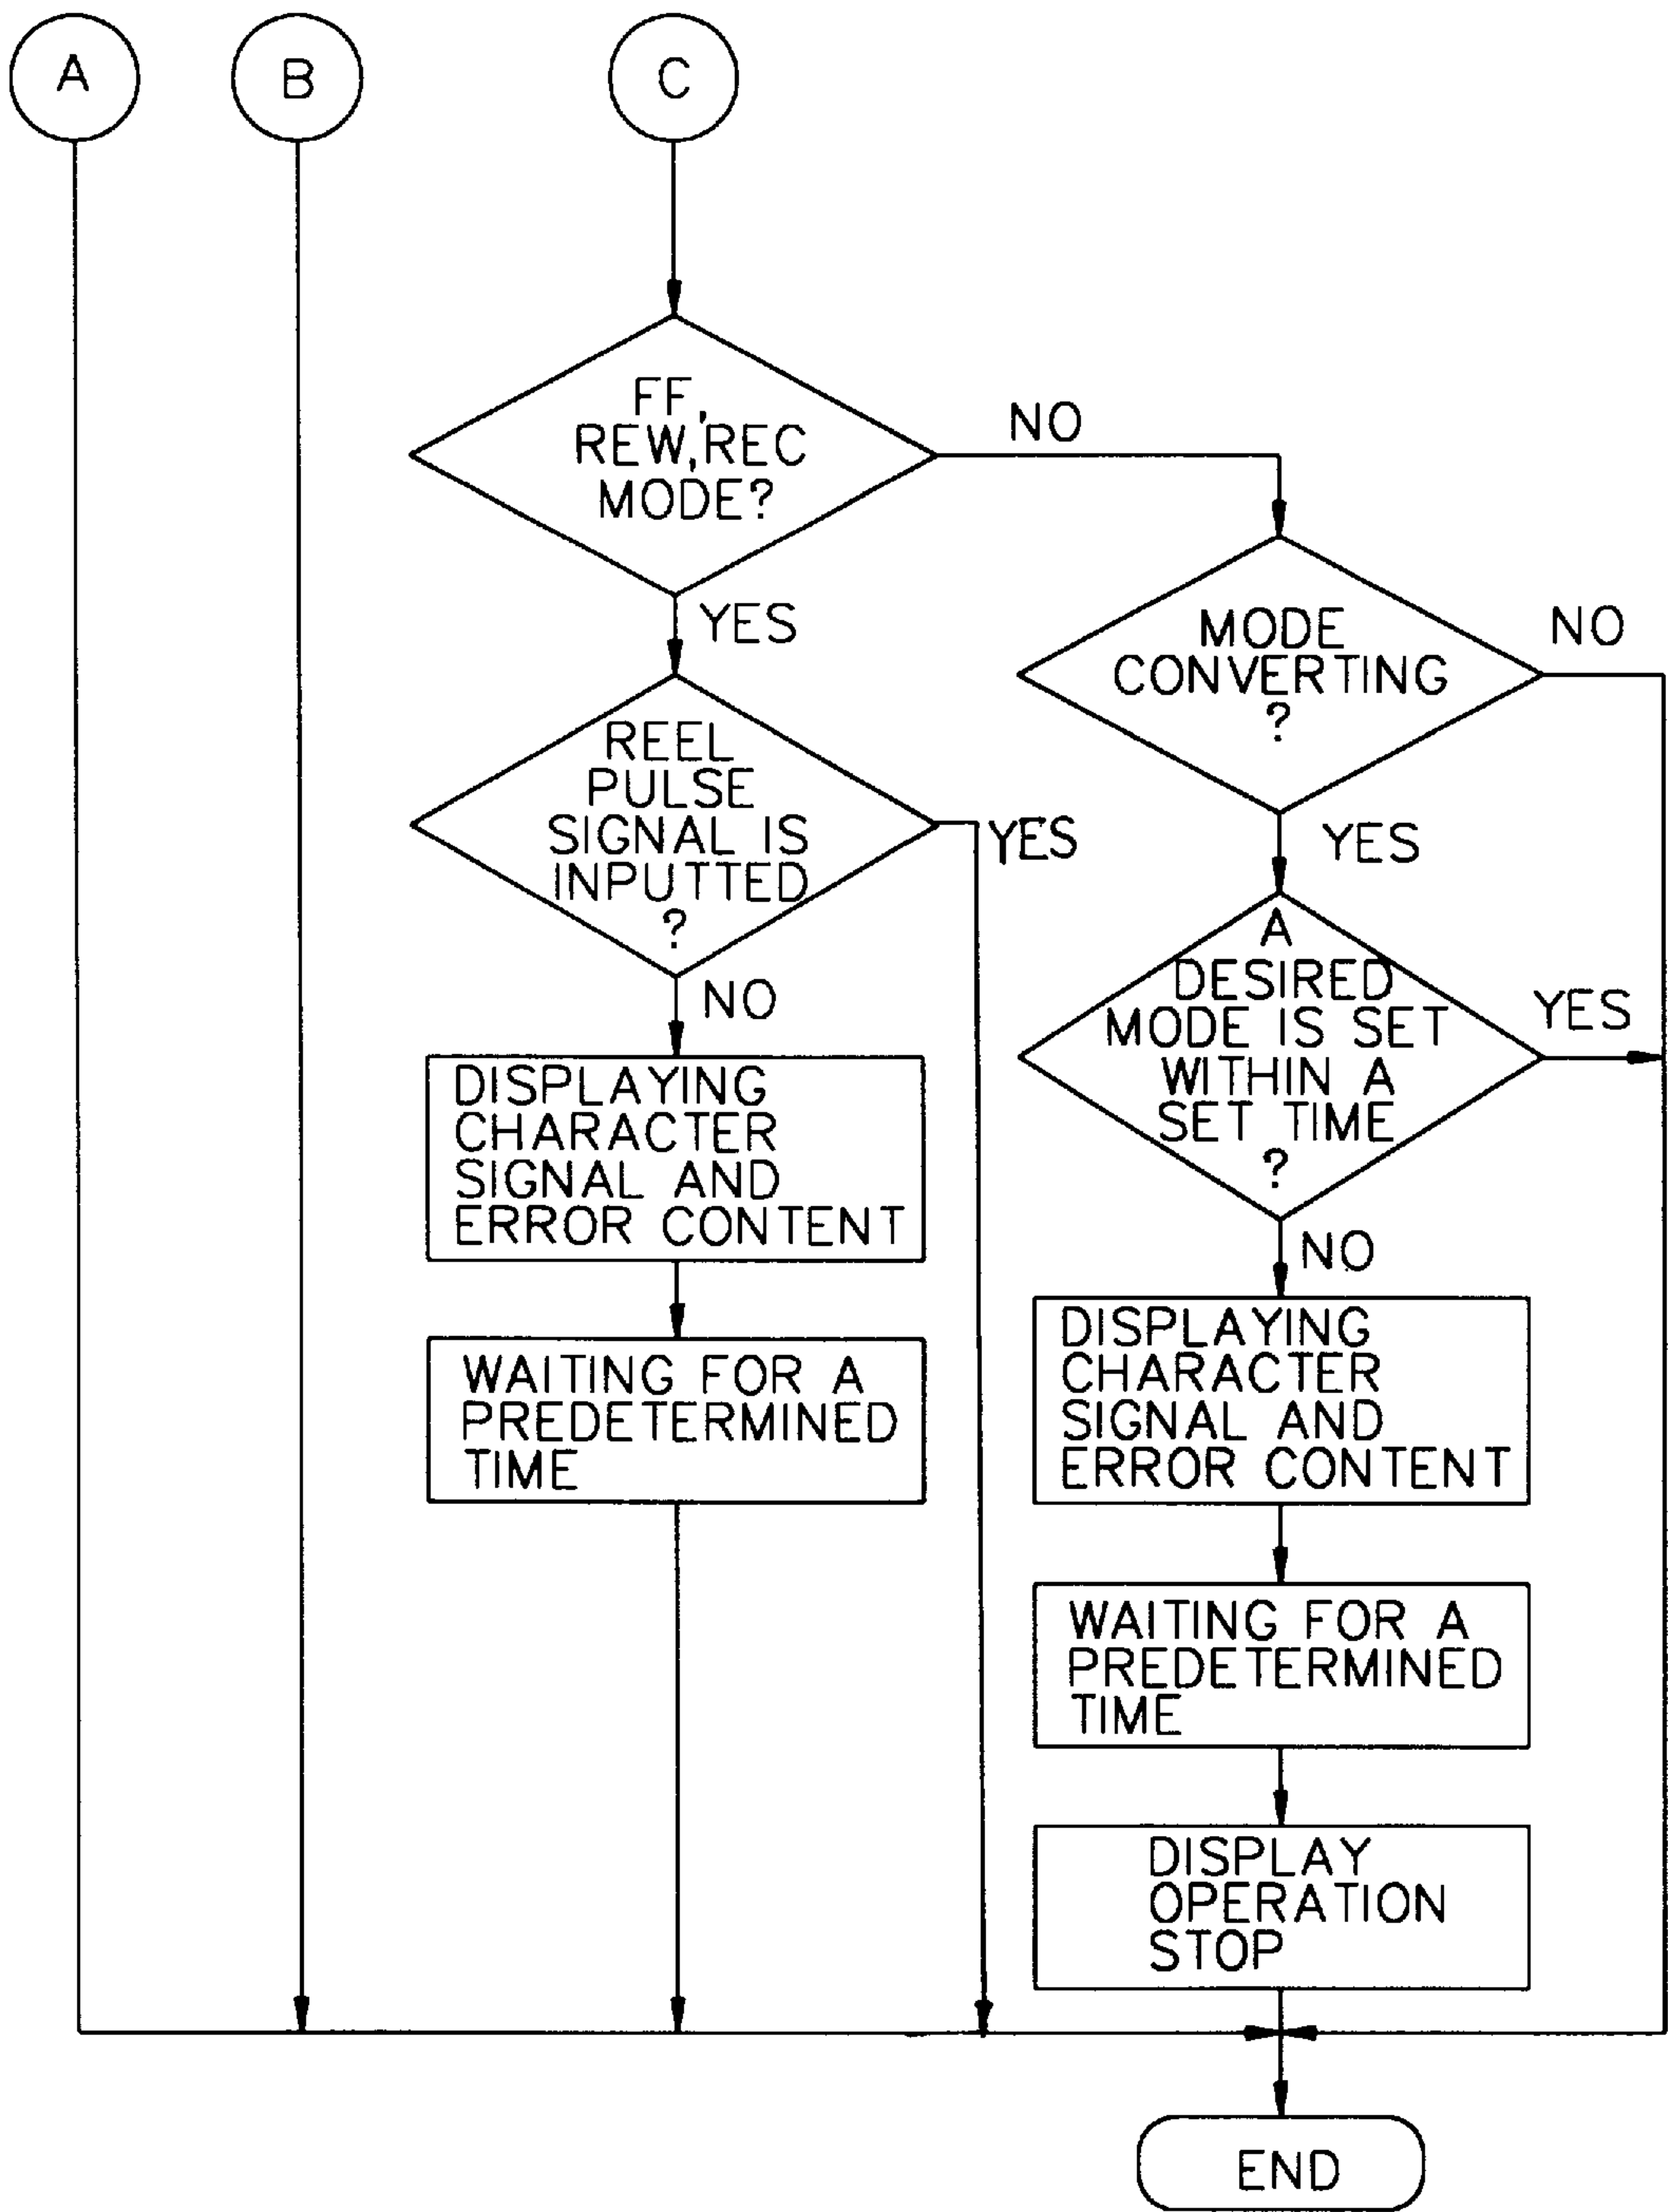 A
B
C
FF,
REW,REC
MODE?
NO
YES
REEL
PULSE
SIGNAL IS
INPUTTED
?
YES
NO
DISPLAYING
CHARACTER
SIGNAL AND
ERROR CONTENT
WAITING FOR A
PREDETERMINED
TIME
MODE
CONVERTING
?
NO
YES
A
DESIRED
MODE IS SET
WITHIN A
SET TIME
?
YES
NO
DISPLAYING
CHARACTER
SIGNAL AND
ERROR CONTENT
WAITING FOR A
PREDETERMINED
TIME
DISPLAY
OPERATION
STOP
END